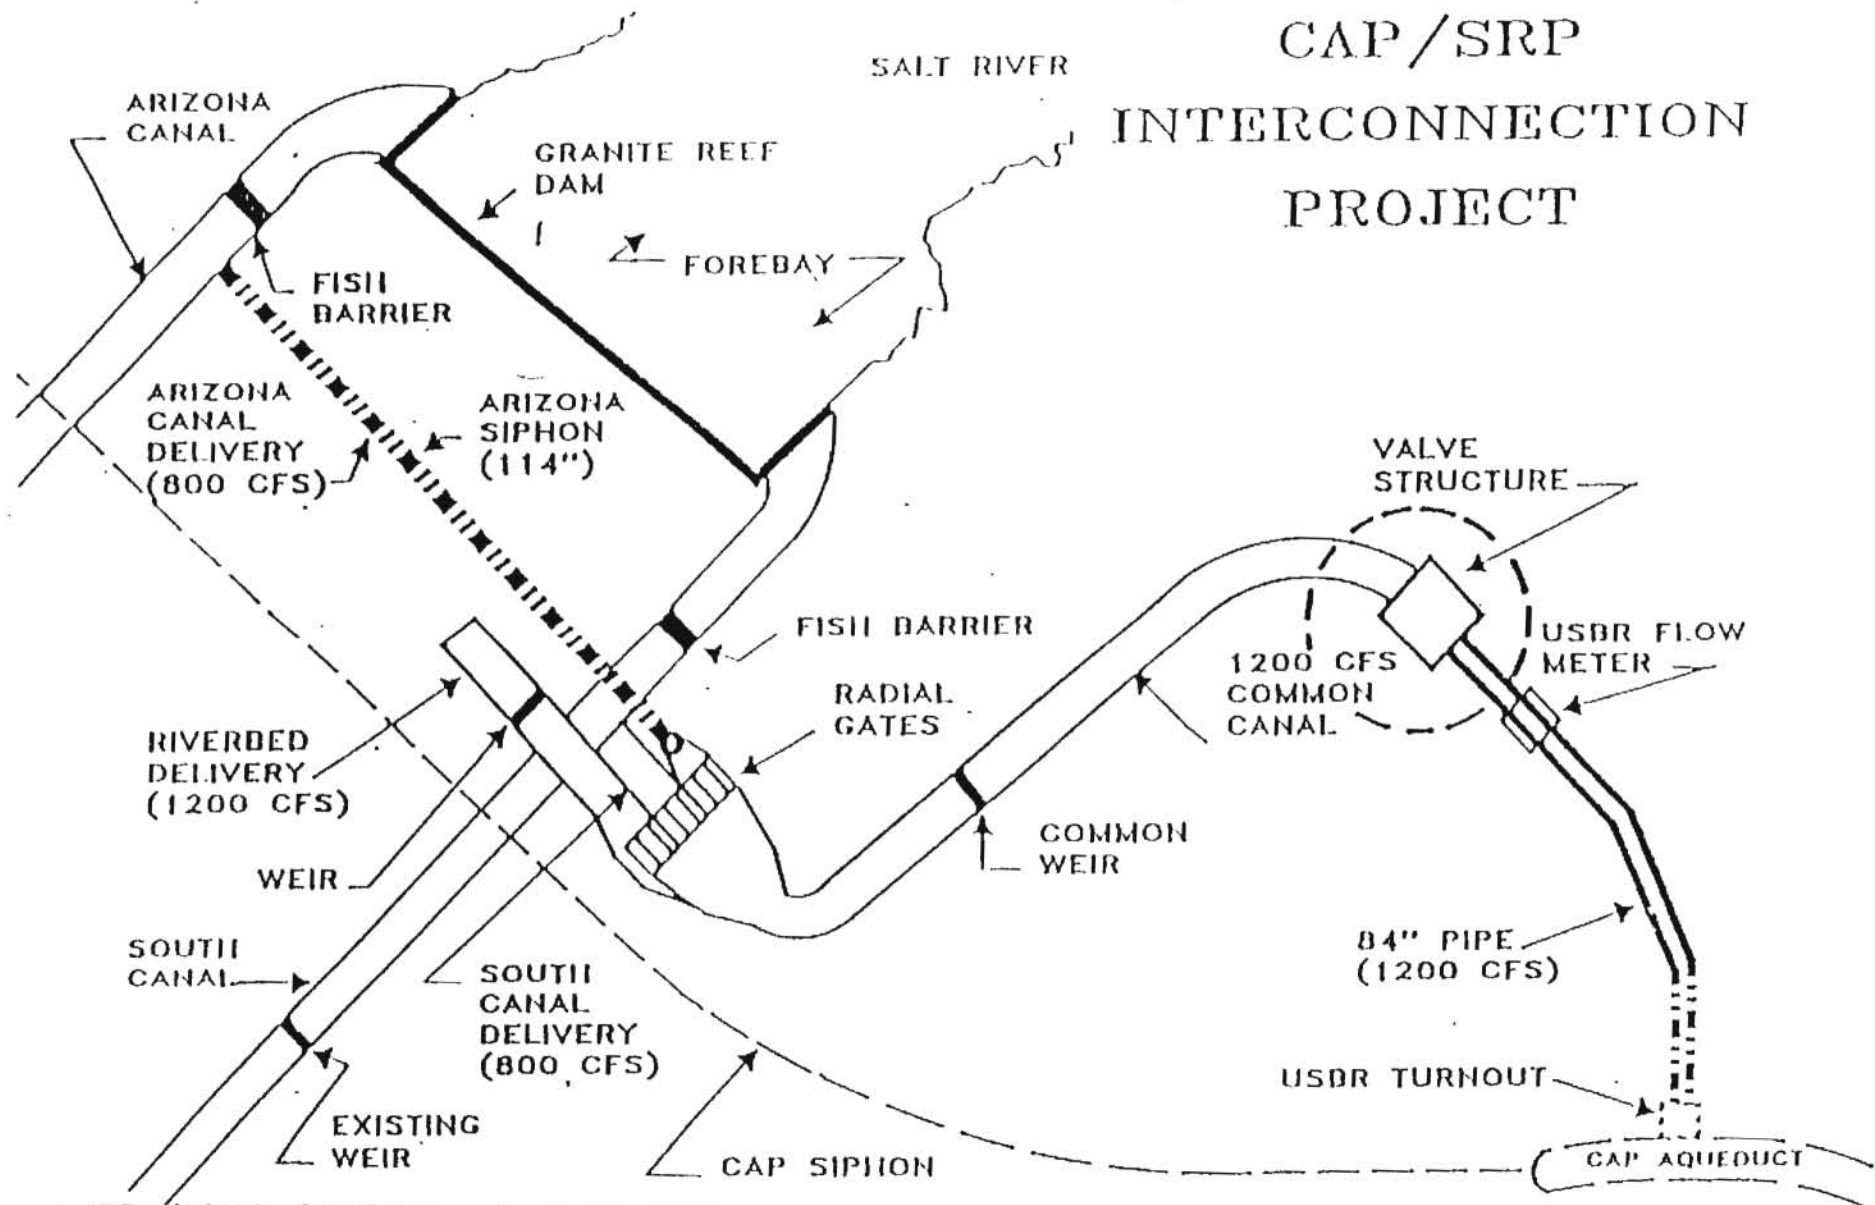 CAP/SRP
INTERCONNECTION
PROJECT
SALT RIVER
ARIZONA
CANAL
GRANITE REEF
DAM
FOREBAY
FISH
BARRIER
ARIZONA
CANAL
DELIVERY
(800 CFS)
ARIZONA
SIPHON
(114")
VALVE
STRUCTURE
FISH BARRIER
USBR FLOW
METER
1200 CFS
COMMON
CANAL
RADIAL
GATES
RIVERBED
DELIVERY
(1200 CFS)
COMMON
WEIR
WEIR
84" PIPE
(1200 CFS)
SOUTH
CANAL
SOUTH
CANAL
DELIVERY
(800 CFS)
USBR TURNOUT
EXISTING
WEIR
CAP SIPHON
CAP AQUEDUCT